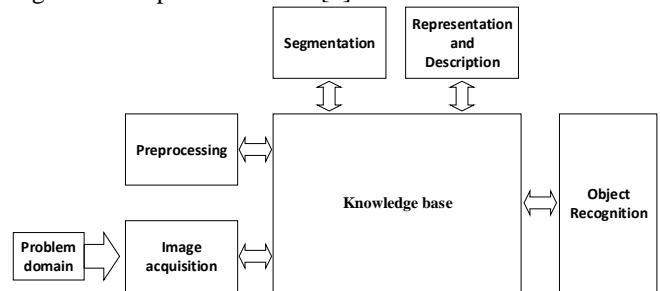 Segmentation
Representation
and
Description
Preprocessing
Knowledge base
Object
Recognition
Problem
domain
Image
acquisition